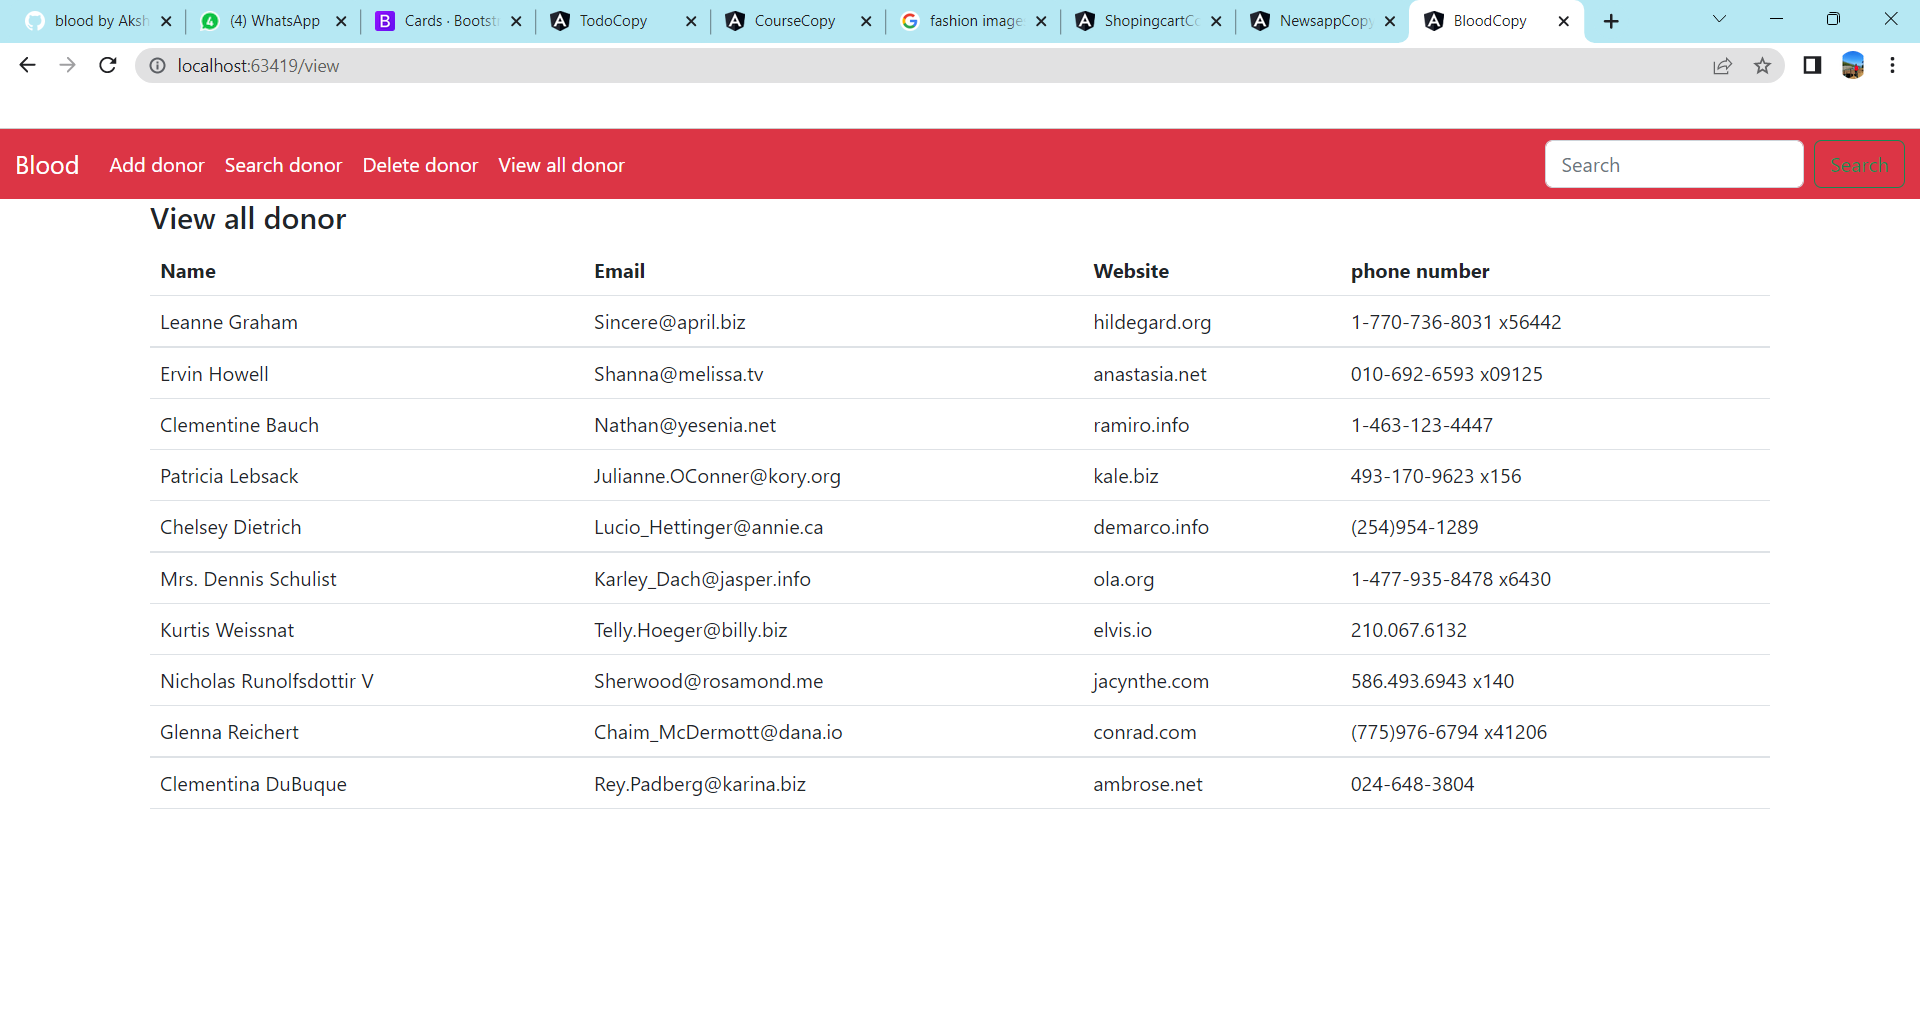 blood by Aksh (4) WhatsApp Cards · Bootst TodoCopy CourseCopy fashion image ShopingcartCo NewsappCopy BloodCopy
localhost:63419/view
Blood Add donor Search donor Delete donor View all donor Search Search
View all donor
Name Email Website phone number
Leanne Graham Sincere@april.biz hildegard.org 1-770-736-8031 x56442
Ervin Howell Shanna@melissa.tv anastasia.net 010-692-6593 x09125
Clementine Bauch Nathan@yesenia.net ramiro.info 1-463-123-4447
Patricia Lebsack Julianne.OConner@kory.org kale.biz 493-170-9623 x156
Chelsey Dietrich Lucio_Hettinger@annie.ca demarco.info (254)954-1289
Mrs. Dennis Schulist Karley_Dach@jasper.info ola.org 1-477-935-8478 x6430
Kurtis Weissnat Telly.Hoeger@billy.biz elvis.io 210.067.6132
Nicholas Runolfsdottir V Sherwood@rosamond.me jacynthe.com 586.493.6943 x140
Glenna Reichert Chaim_McDermott@dana.io conrad.com (775)976-6794 x41206
Clementina DuBuque Rey.Padberg@karina.biz ambrose.net 024-648-3804